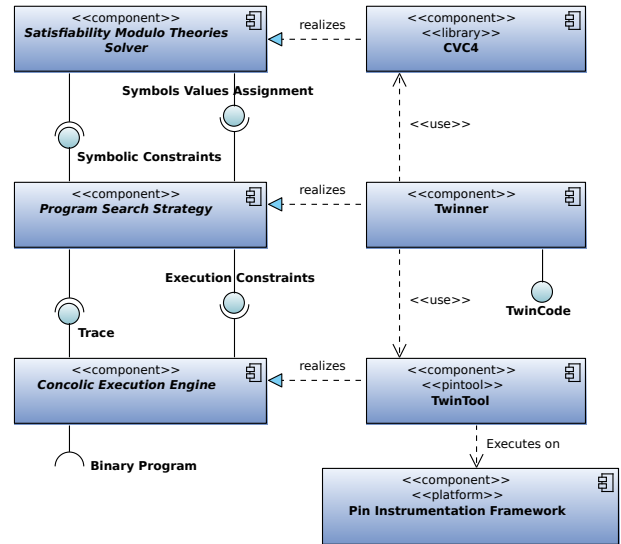 <<component>>
Satisfiability Modulo Theories
Solver
realizes
<<component>>
<<library>>
CVC4
Symbols Values Assignment
<<use>>
Symbolic Constraints
<<component>>
Program Search Strategy
realizes
<<component>>
Twinner
Execution Constraints
<<use>>
TwinCode
Trace
<<component>>
Concolic Execution Engine
realizes
<<component>>
<<pintool>>
TwinTool
Executes on
Binary Program
<<component>>
<<platform>>
Pin Instrumentation Framework